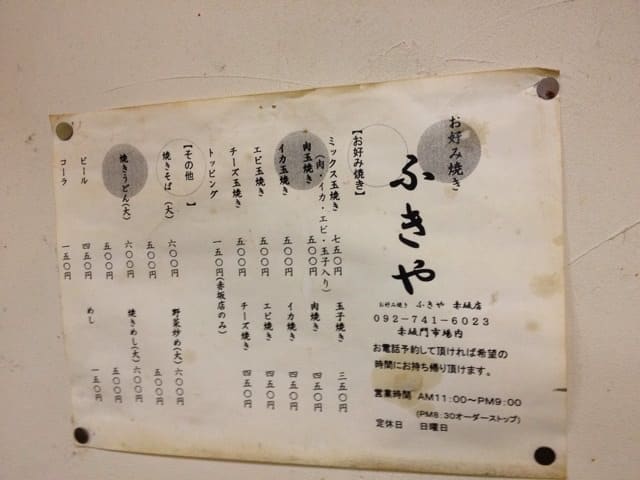 お好み焼き
ふきや
お好み焼き ふきや 赤坂店
092-741-6023
赤坂門市場内
お電話予約して頂ければ希望の
時間にお持ち帰り頂けます。
営業時間 AM11:00～PM9:00
(PM8:30オーダーストップ)
定休日 日曜日
【お好み焼き】
ミックス玉焼き 七五〇円
(肉・イカ・エビ・玉子入り)
肉玉焼き 五〇〇円
イカ玉焼き 五〇〇円
エビ玉焼き 五〇〇円
チーズ玉焼き 五〇〇円
トッピング 一五〇円(赤坂店のみ)
玉子焼き 三五〇円
肉焼き 四五〇円
イカ焼き 四五〇円
エビ焼き 四五〇円
チーズ焼き 四五〇円
【その他】
焼きそば(大) 六〇〇円
五〇〇円
焼きうどん(大) 六〇〇円
五〇〇円
ビール 四五〇円
コーラ 一五〇円
野菜炒め(大) 六〇〇円
五〇〇円
焼きめし(大) 六〇〇円
五〇〇円
めし 一五〇円